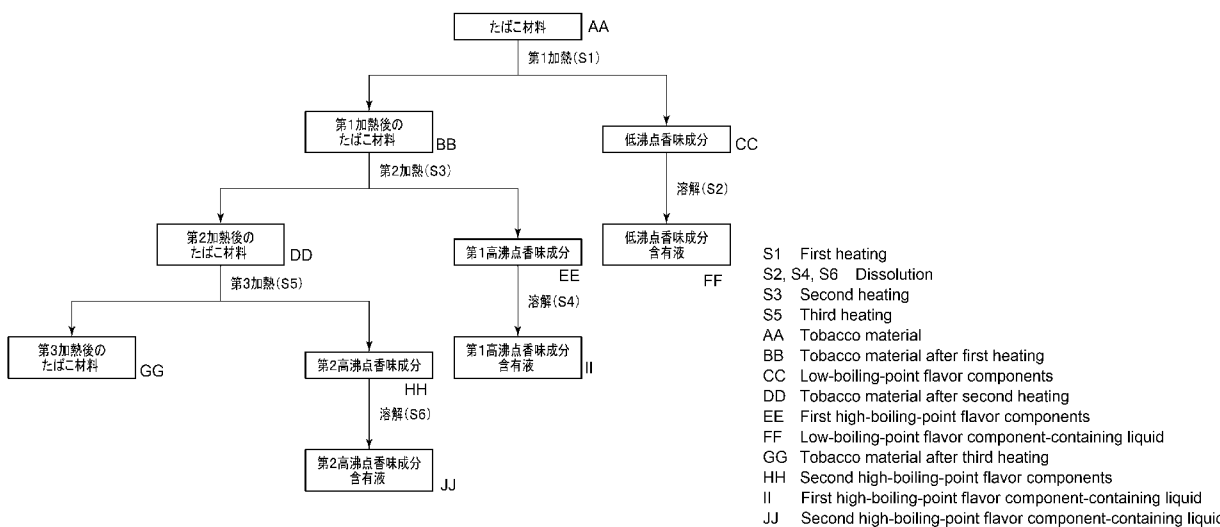 たばこ材料 AA
第1加熱(S1)
第1加熱後の
たばこ材料
BB
低沸点香味成分 CC
第2加熱(S3)
溶解(S2)
第2加熱後の
たばこ材料
DD
第1高沸点香味成分
EE
低沸点香味成分
含有液
FF
第3加熱(S5)
溶解(S4)
第3加熱後の
たばこ材料
GG
第2高沸点香味成分
HH
第1高沸点香味成分
含有液
II
溶解(S6)
第2高沸点香味成分
含有液
JJ
S1 First heating
S2, S4, S6 Dissolution
S3 Second heating
S5 Third heating
AA Tobacco material
BB Tobacco material after first heating
CC Low-boiling-point flavor components
DD Tobacco material after second heating
EE First high-boiling-point flavor components
FF Low-boiling-point flavor component-containing liquid
GG Tobacco material after third heating
HH Second high-boiling-point flavor components
II First high-boiling-point flavor component-containing liquid
JJ Second high-boiling-point flavor component-containing liquid